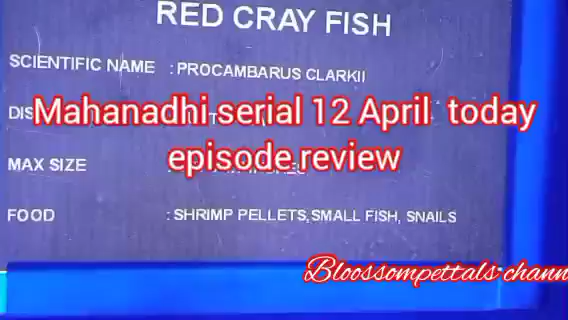 RED CRAY FISH
SCIENTIFIC NAME : PROCAMBARUS CLARKII
Mahanadhi serial 12 April today
episode review
MAX SIZE
FOOD : SHRIMP PELLETS, SMALL FISH, SNAILS
Bloossompettals chann